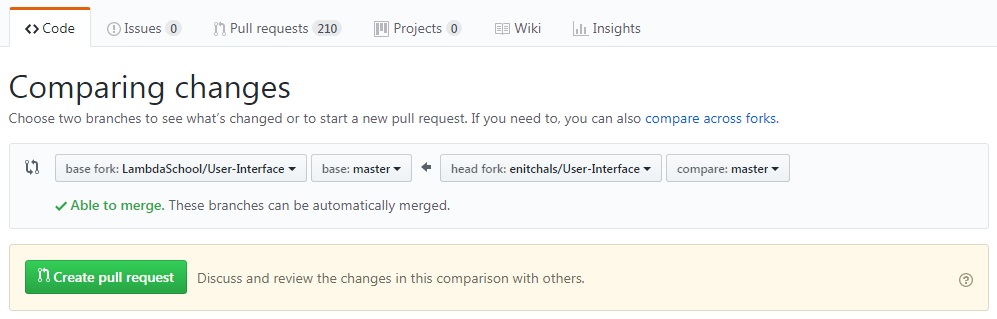 Code Issues 0 Pull requests 210 Projects 0 Wiki Insights
Comparing changes
Choose two branches to see what's changed or to start a new pull request. If you need to, you can also compare across forks.
base fork: LambdaSchool/User-Interface base: master head fork: enitchals/User-Interface compare: master
Able to merge. These branches can be automatically merged.
Create pull request Discuss and review the changes in this comparison with others.